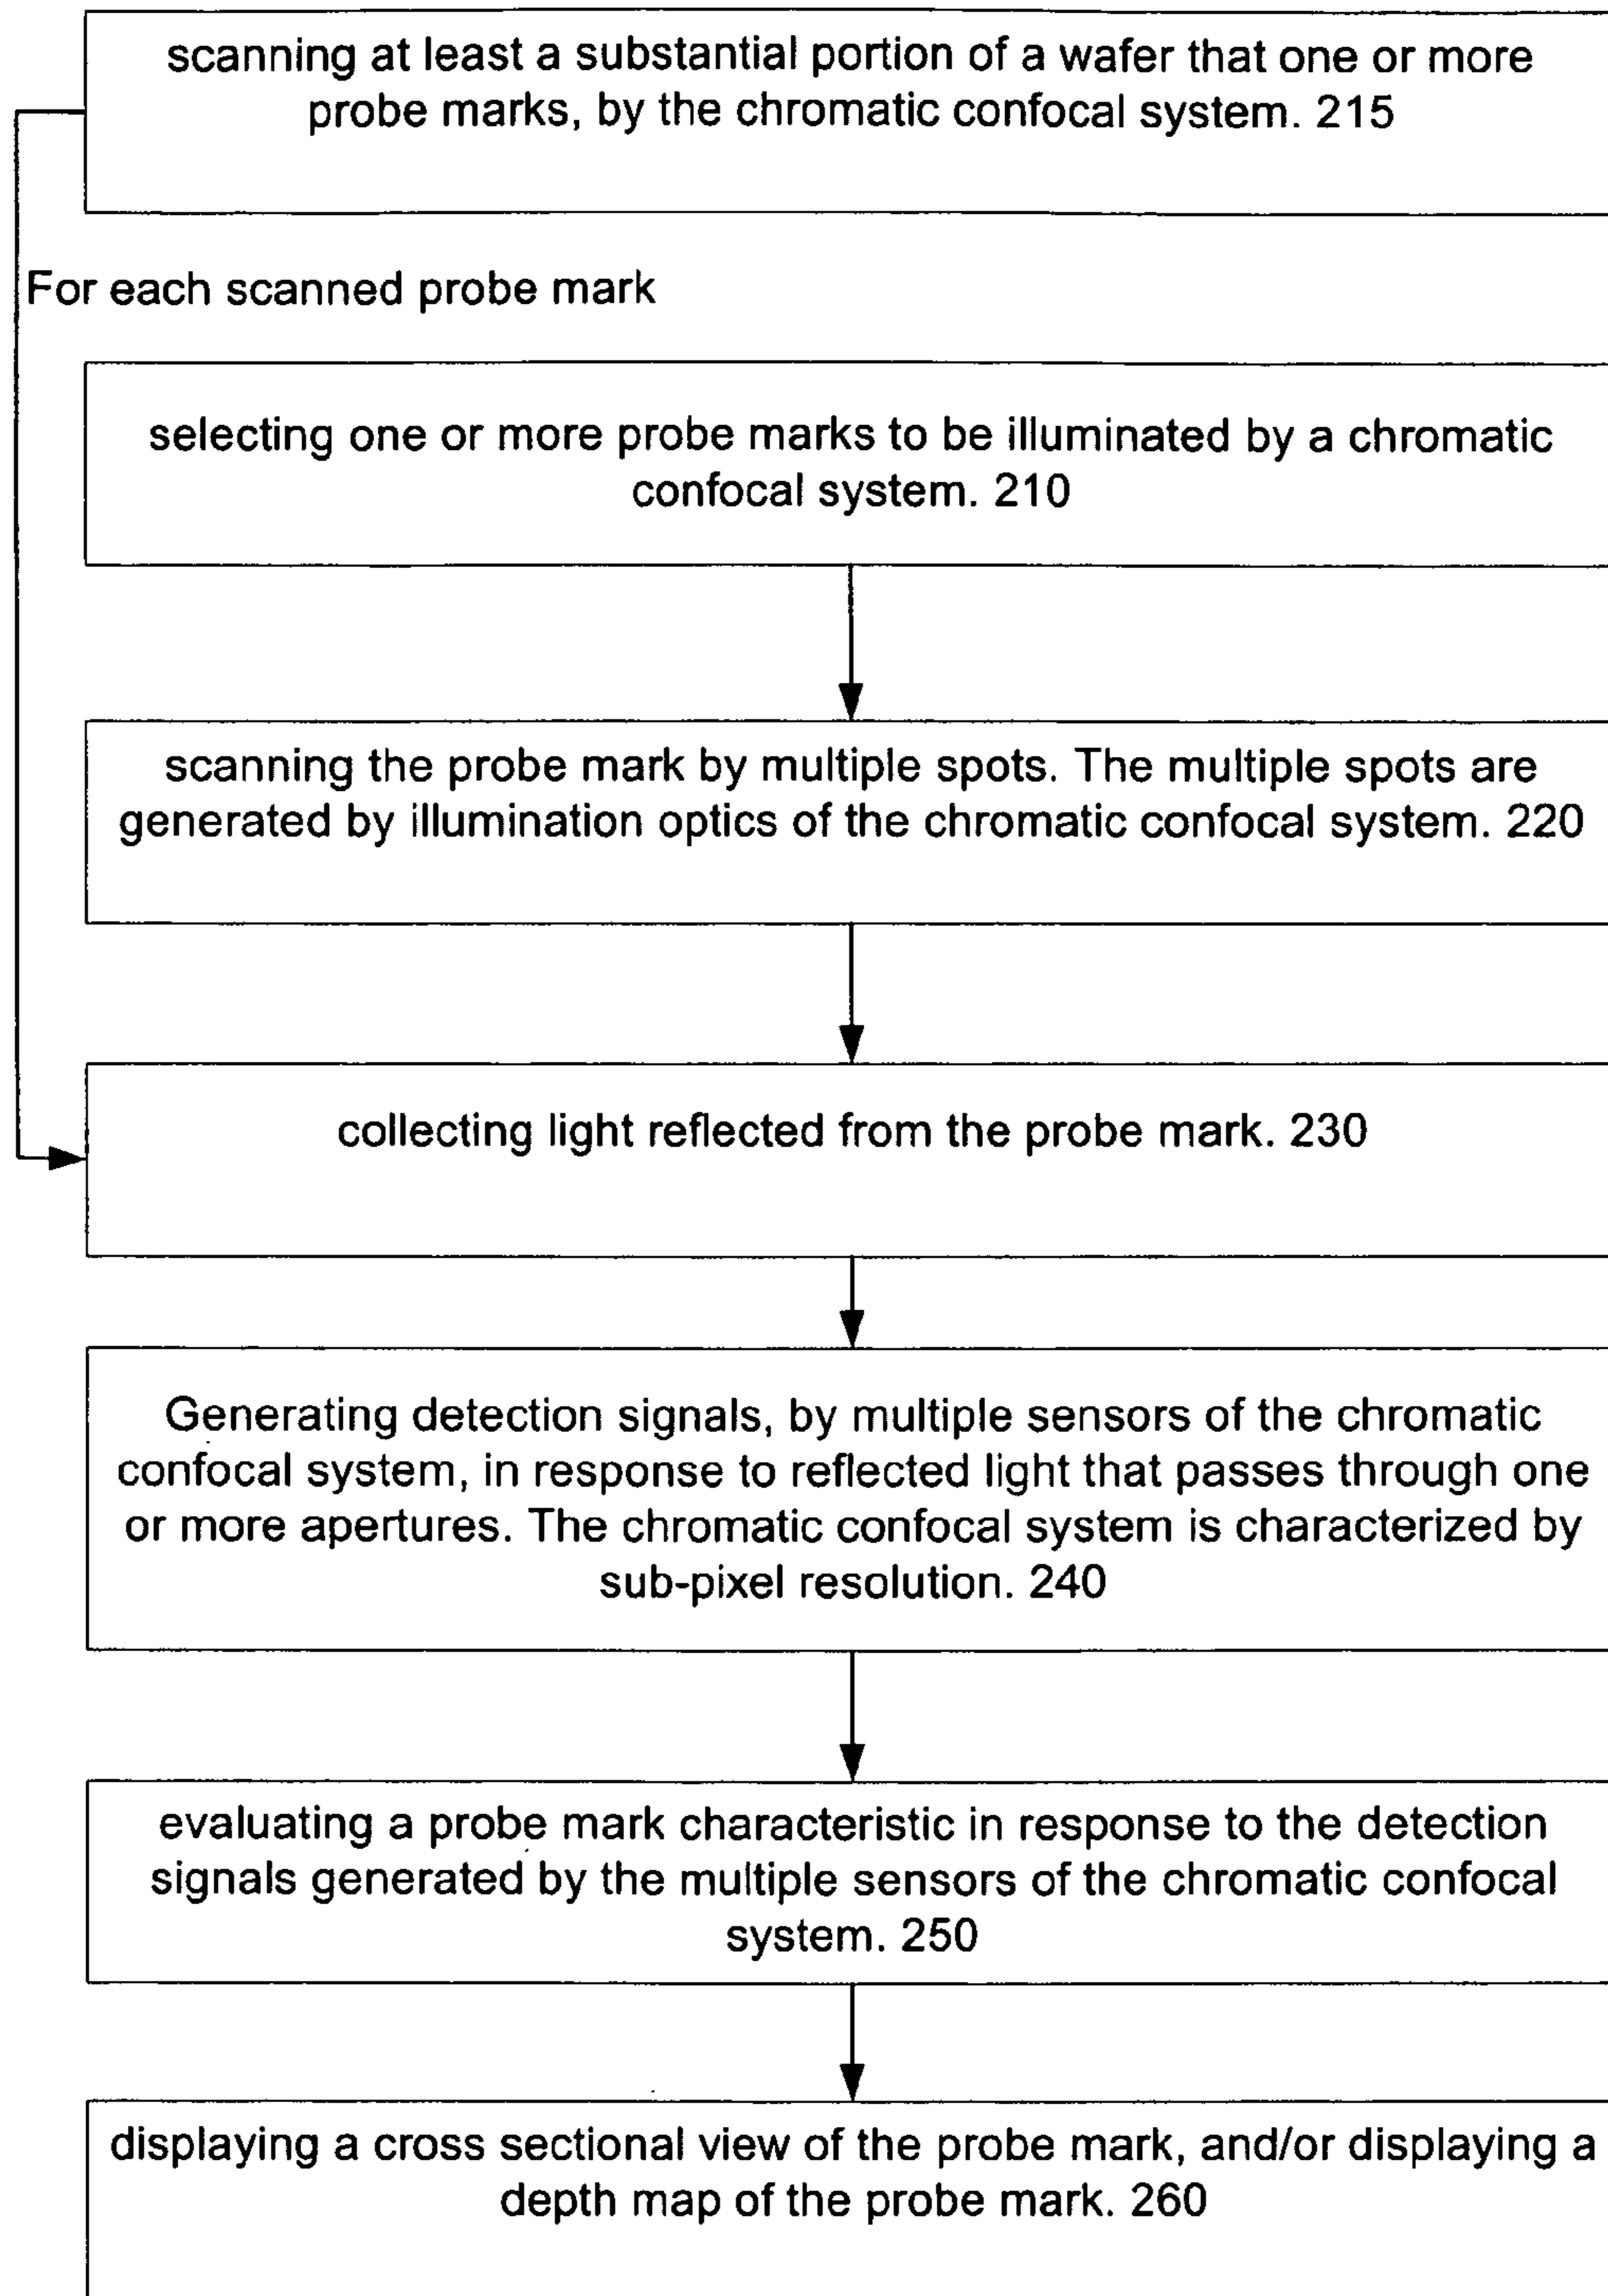 scanning at least a substantial portion of a wafer that one or more
probe marks, by the chromatic confocal system. 215
For each scanned probe mark
selecting one or more probe marks to be illuminated by a chromatic
confocal system. 210
scanning the probe mark by multiple spots. The multiple spots are
generated by illumination optics of the chromatic confocal system. 220
collecting light reflected from the probe mark. 230
Generating detection signals, by multiple sensors of the chromatic
confocal system, in response to reflected light that passes through one
or more apertures. The chromatic confocal system is characterized by
sub-pixel resolution. 240
evaluating a probe mark characteristic in response to the detection
signals generated by the multiple sensors of the chromatic confocal
system. 250
displaying a cross sectional view of the probe mark, and/or displaying a
depth map of the probe mark. 260